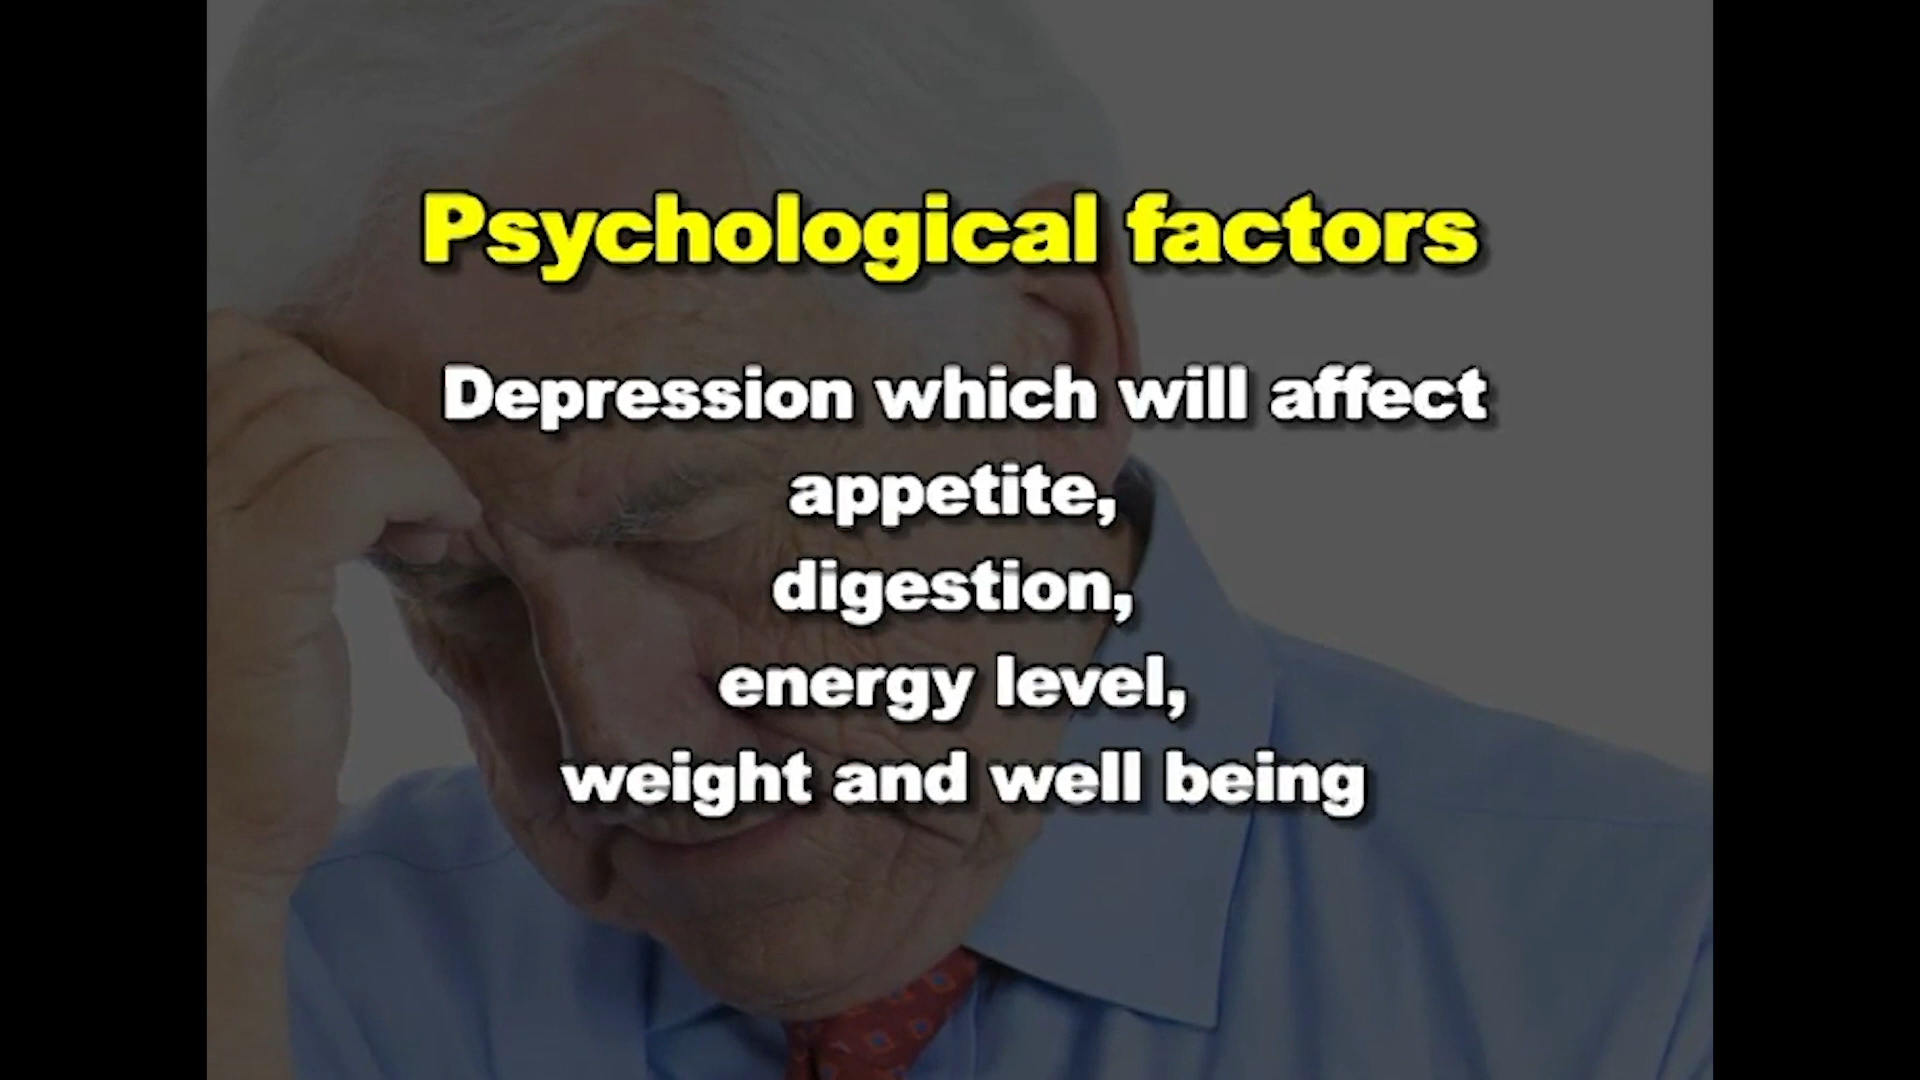 Psychological factors
Depression which will affect
appetite,
digestion,
energy level,
weight and well being